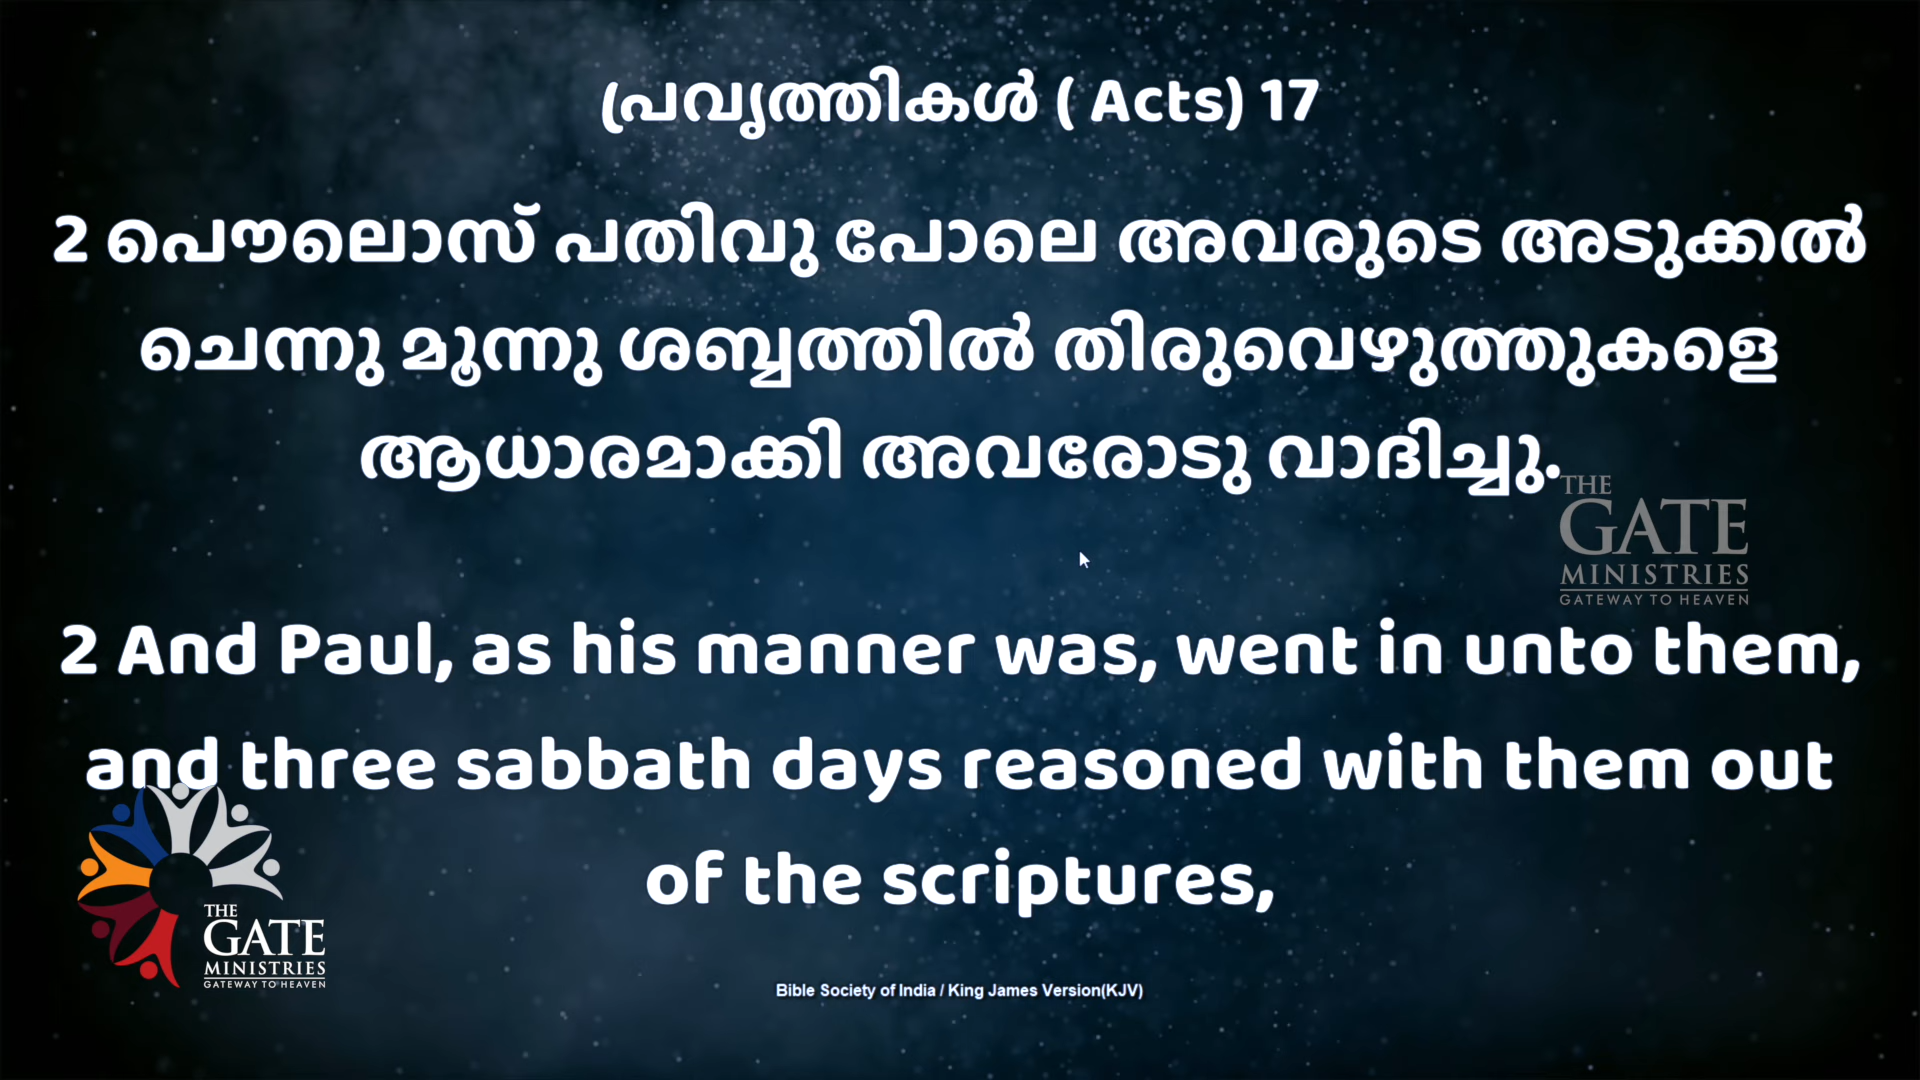 പ്രവൃത്തികൾ ( Acts) 17
2 പൌലൊസ് പതിവു പോലെ അവരുടെ അടുക്കൽ
ചെന്നു മൂന്നു ശബ്ബത്തിൽ തിരുവെഴുത്തുകളെ
ആധാരമാക്കി അവരോടു വാദിച്ചു.
THE
GATE
MINISTRIES
GATEWAY TO HEAVEN
2 And Paul, as his manner was, went in unto them,
and three sabbath days reasoned with them out
of the scriptures,
THE
GATE
MINISTRIES
GATEWAY TO HEAVEN
Bible Society of India / King James Version(KJV)